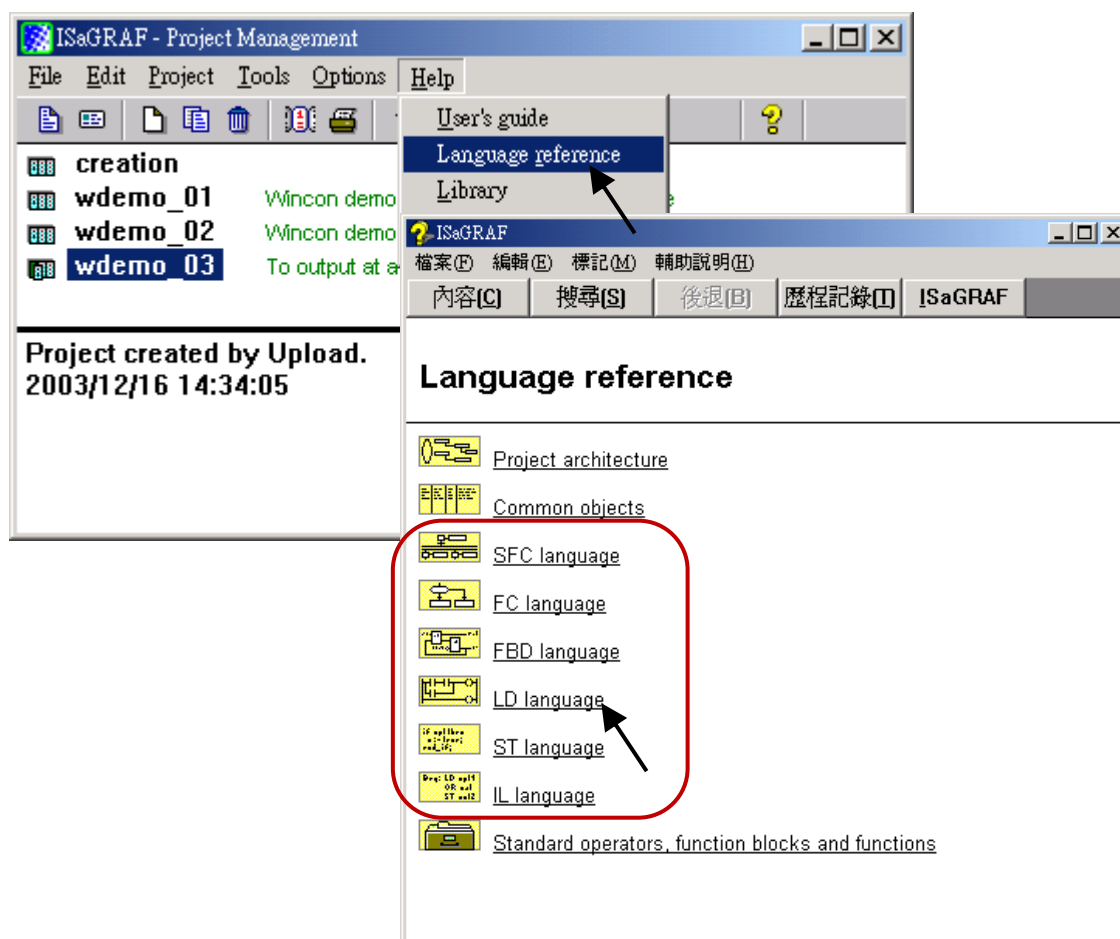 ISaGRAF - Project Management
File Edit Project Tools Options Help
User's guide
Language reference
Library
creation
wdemo_01 Wincon demo
wdemo_02 Wincon demo
wdemo_03 To output at a
Project created by Upload.
2003/12/16 14:34:05
ISaGRAF
檔案(F) 編輯(E) 標記(M) 輔助說明(H)
內容(C) 搜尋(S) 後退(B) 歷程記錄(T) ISaGRAF
Language reference
Project architecture
Common objects
SFC language
FC language
FBD language
LD language
ST language
IL language
Standard operators, function blocks and functions